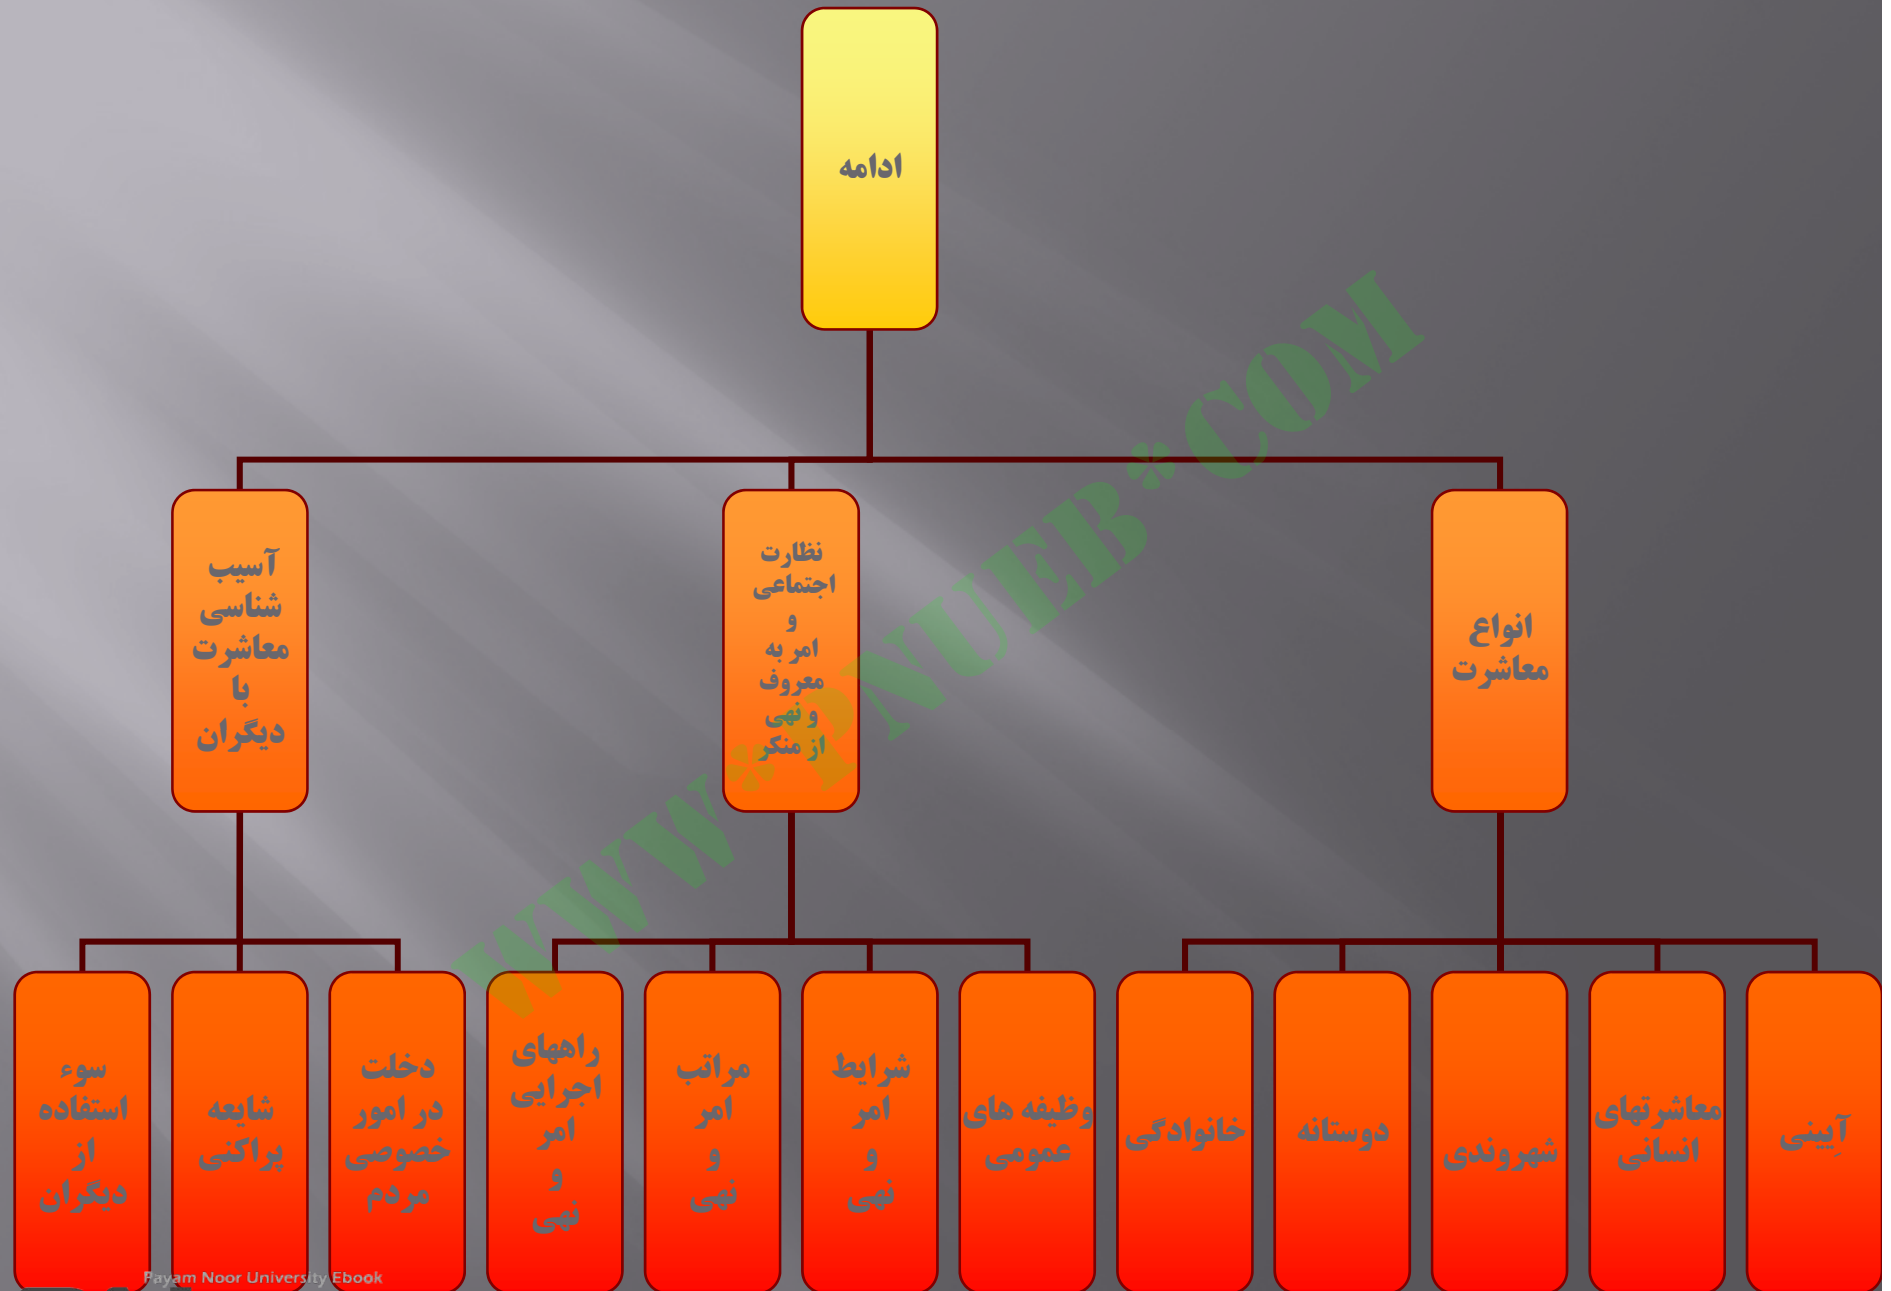 ادامه
انواع
معاشرت
نظارت
اجتماعی
و
امر به
معروف
و نهی
از منکر
آسیب
شناسی
معاشرت
با
دیگران
آیِینی
معاشرتهای
انسانی
شهروندی
دوستانه
خانوادگی
وظیفه های
عمومی
شرایط
امر
و
نهی
مراتب
امر
و
نهی
راههای
اجرایی
امر
و
نهی
دخلت
در امور
خصوصی
مردم
شایعه
پراکنی
سوء
استفاده
از
دیگران
WWW*PNUEB*COM
Payam Noor University Ebook